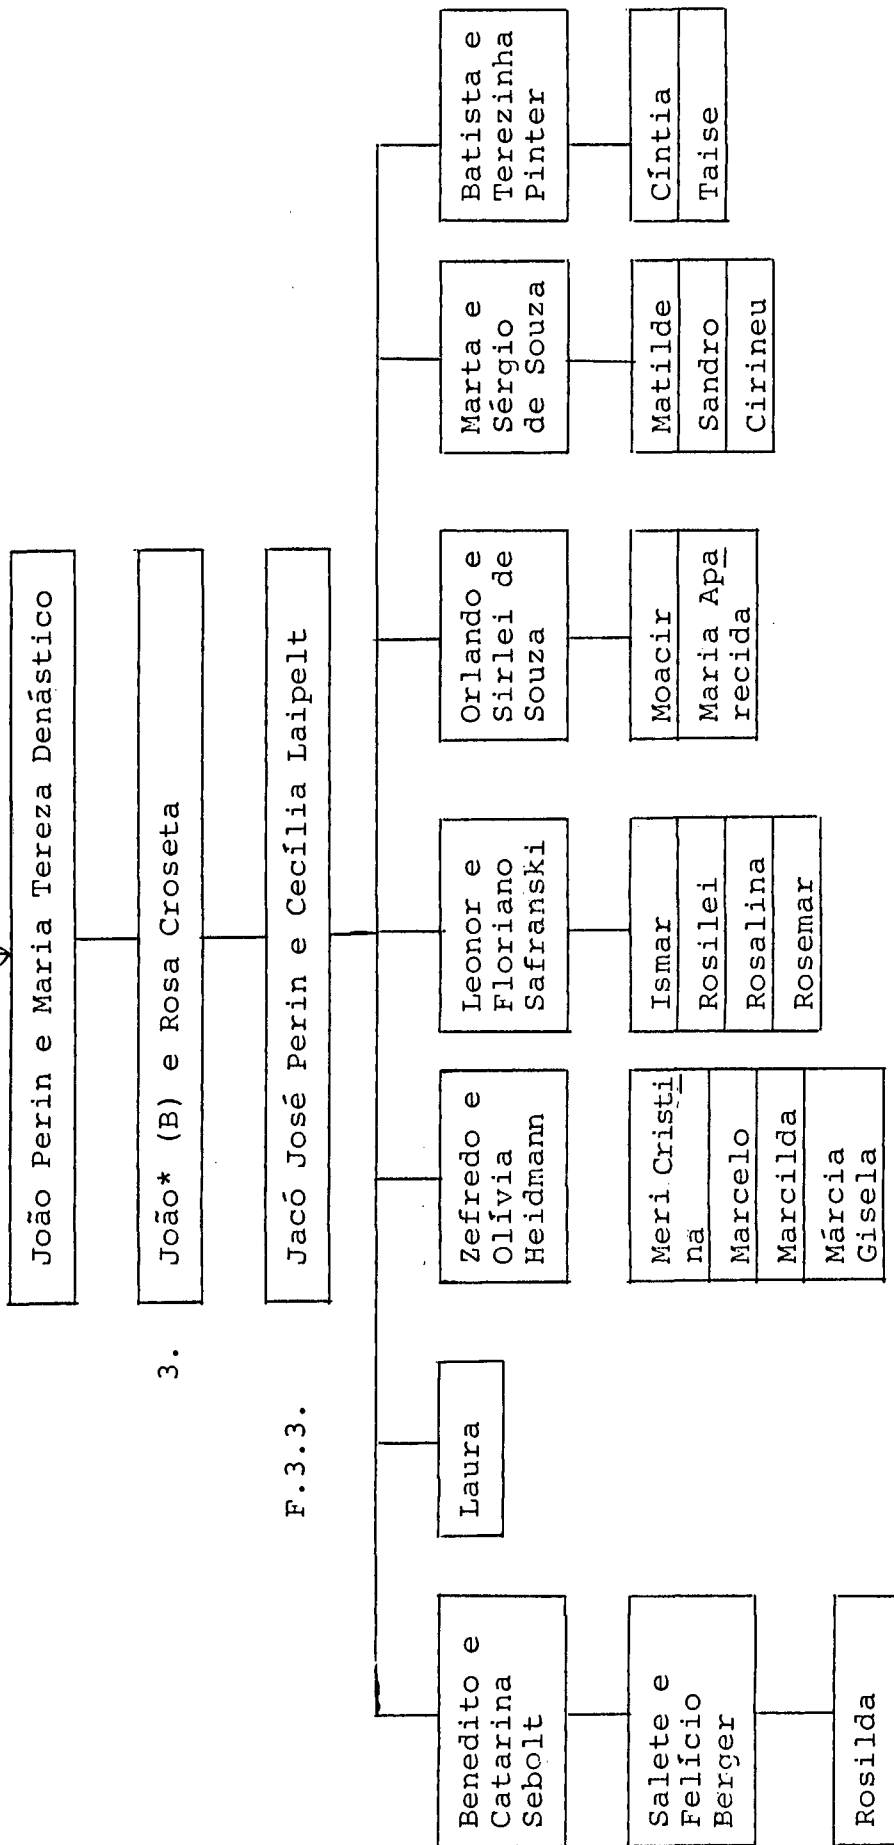 João Perin e Maria Tereza Denástico
3.
João* (B) e Rosa Croseta
F.3.3.
Jacó José Perin e Cecília Laipelt
Benedito e
Catarina
Sebolt
Salete e
Felício
Berger
Rosilda
Laura
Zefredo e
Olívia
Heidmann
Meri Cristi
na
Marcelo
Marcilda
Márcia
Gisela
Leonor e
Floriano
Safranski
Ismar
Rosilei
Rosalina
Rosemar
Orlando e
Sirlei de
Souza
Moacir
Maria Apa
recida
Marta e
Sérgio
de Souza
Matilde
Sandro
Cirineu
Batista e
Terezinha
Pinter
Cíntia
Taise